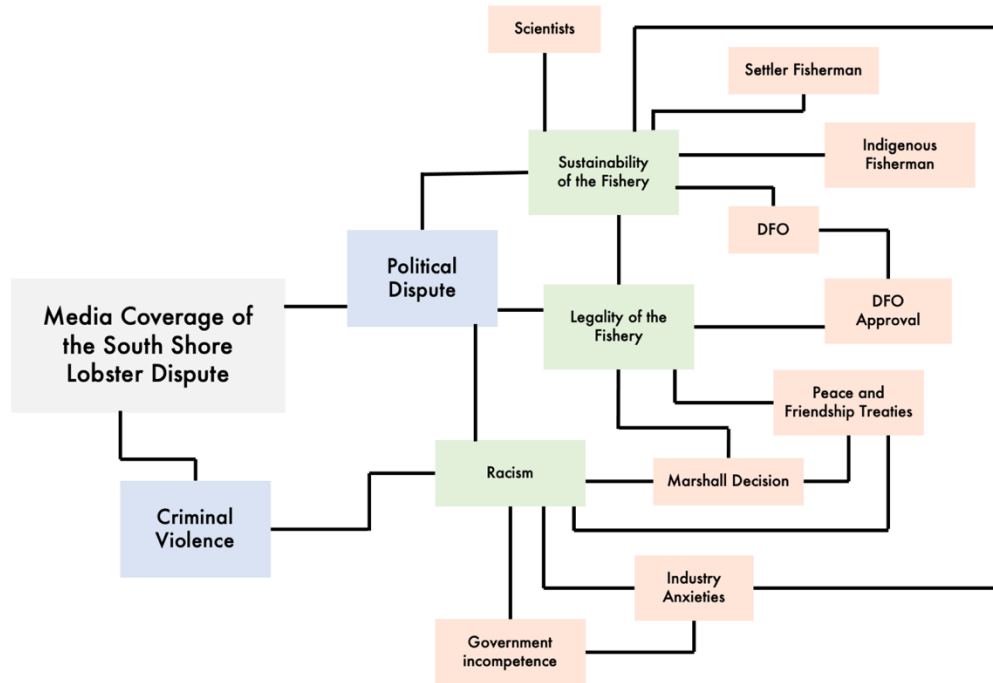 Scientists
Settler Fisherman
Sustainability
of the Fishery
Indigenous
Fisherman
DFO
Political
Dispute
Media Coverage of
the South Shore
Lobster Dispute
Legality of the
Fishery
DFO
Approval
Peace and
Friendship Treaties
Racism
Marshall Decision
Criminal
Violence
Industry
Anxieties
Government
incompetence